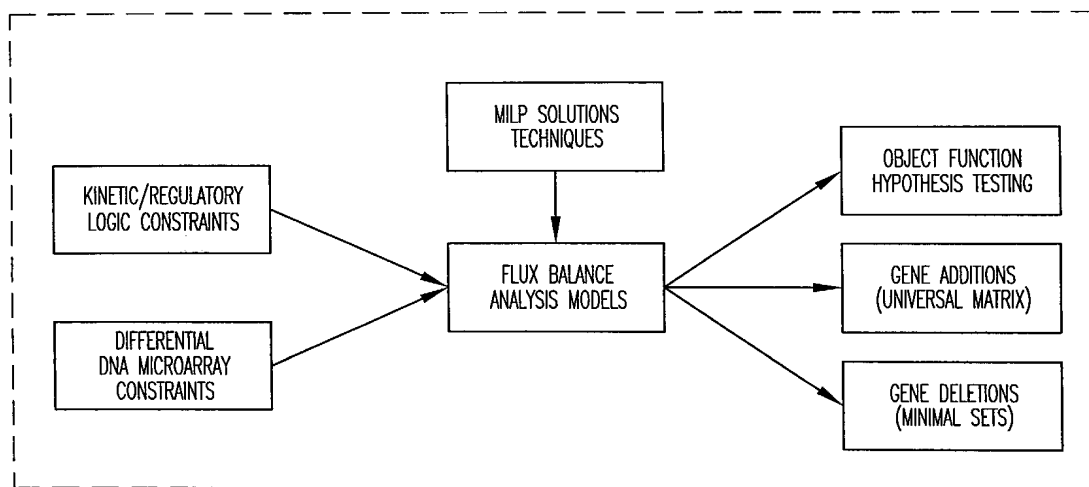 MILP SOLUTIONS
TECHNIQUES
KINETIC/REGULATORY
LOGIC CONSTRAINTS
DIFFERENTIAL
DNA MICROARRAY
CONSTRAINTS
FLUX BALANCE
ANALYSIS MODELS
OBJECT FUNCTION
HYPOTHESIS TESTING
GENE ADDITIONS
(UNIVERSAL MATRIX)
GENE DELETIONS
(MINIMAL SETS)